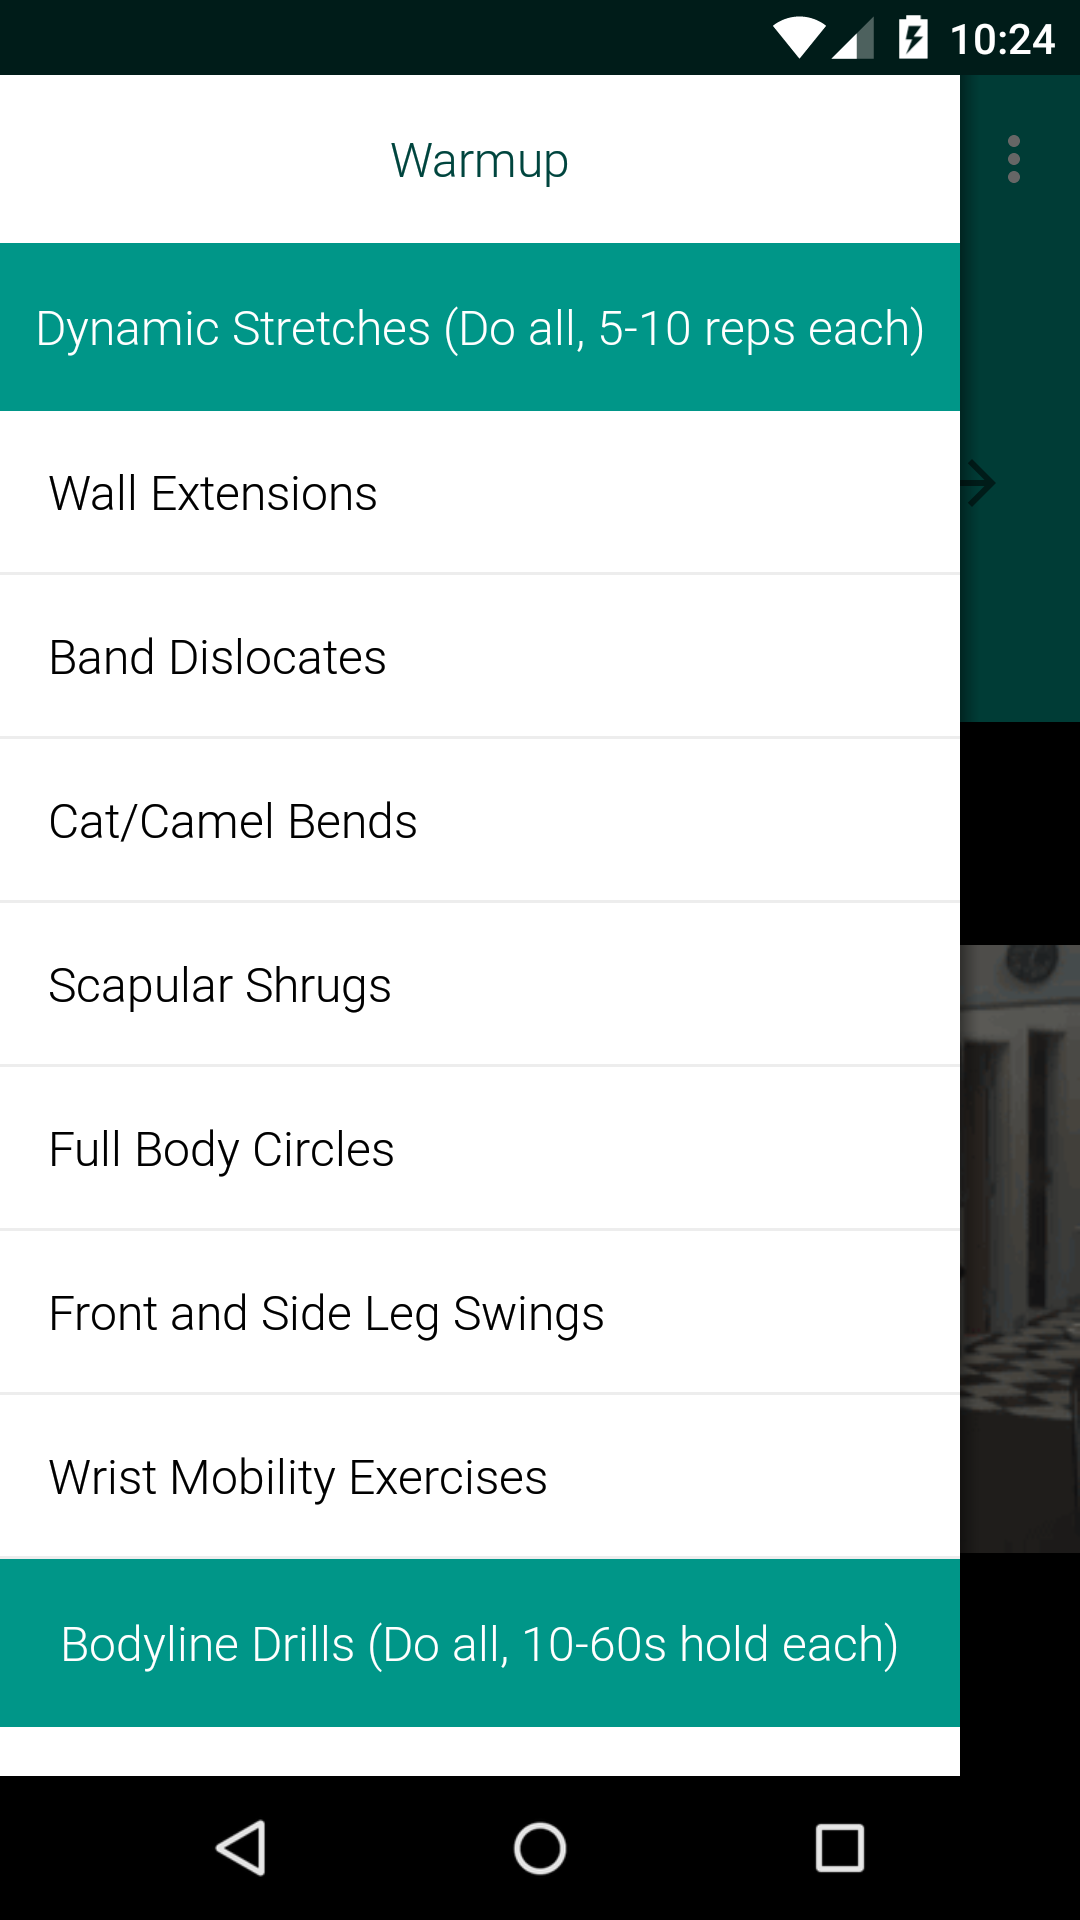 10:24
Warmup
Dynamic Stretches (Do all, 5-10 reps each)
Wall Extensions
Band Dislocates
Cat/Camel Bends
Scapular Shrugs
Full Body Circles
Front and Side Leg Swings
Wrist Mobility Exercises
Bodyline Drills (Do all, 10-60s hold each)